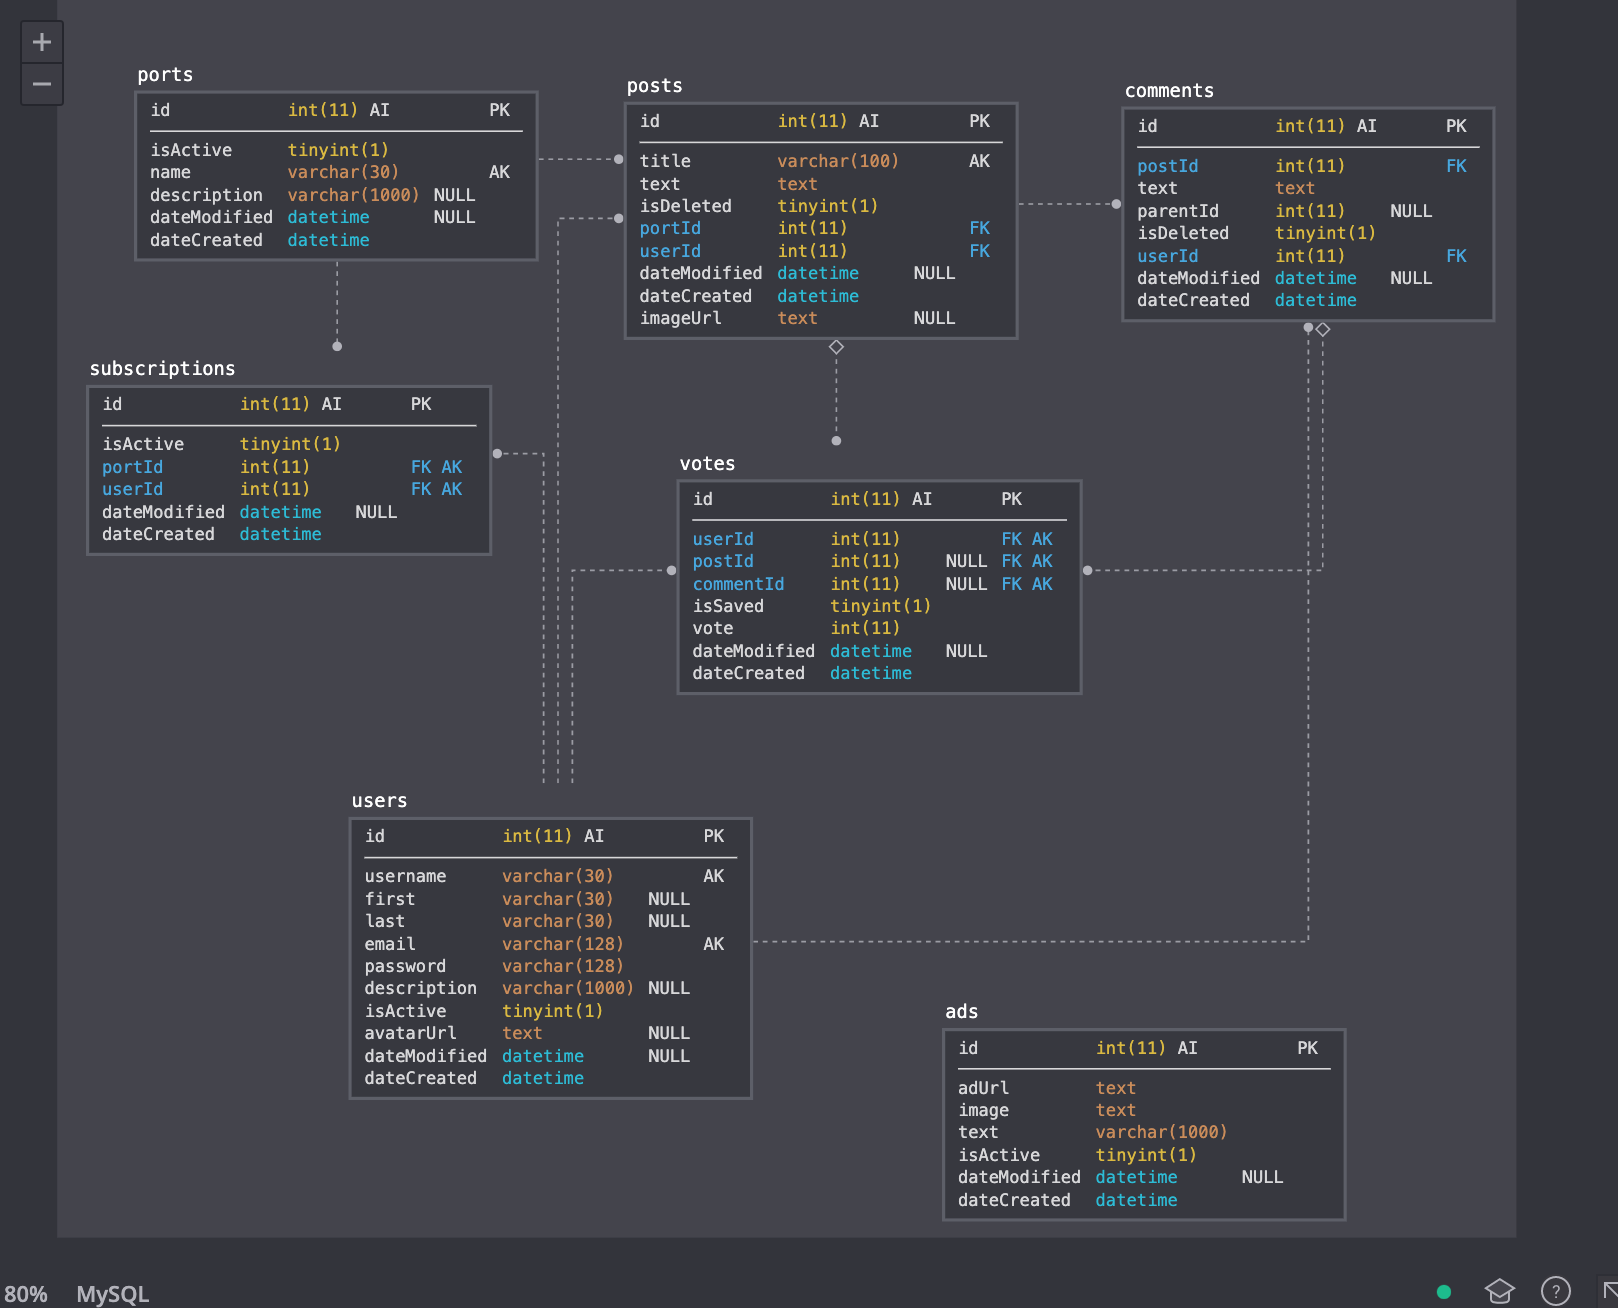 +
−
ports
id int(11) AI PK
isActive tinyint(1)
name varchar(30) AK
description varchar(1000) NULL
dateModified datetime NULL
dateCreated datetime
posts
id int(11) AI PK
title varchar(100) AK
text text
isDeleted tinyint(1)
portId int(11) FK
userId int(11) FK
dateModified datetime NULL
dateCreated datetime
imageUrl text NULL
comments
id int(11) AI PK
postId int(11) FK
text text
parentId int(11) NULL
isDeleted tinyint(1)
userId int(11) FK
dateModified datetime NULL
dateCreated datetime
subscriptions
id int(11) AI PK
isActive tinyint(1)
portId int(11) FK AK
userId int(11) FK AK
dateModified datetime NULL
dateCreated datetime
votes
id int(11) AI PK
userId int(11) FK AK
postId int(11) NULL FK AK
commentId int(11) NULL FK AK
isSaved tinyint(1)
vote int(11)
dateModified datetime NULL
dateCreated datetime
users
id int(11) AI PK
username varchar(30) AK
first varchar(30) NULL
last varchar(30) NULL
email varchar(128) AK
password varchar(128)
description varchar(1000) NULL
isActive tinyint(1)
avatarUrl text NULL
dateModified datetime NULL
dateCreated datetime
ads
id int(11) AI PK
adUrl text
image text
text varchar(1000)
isActive tinyint(1)
dateModified datetime NULL
dateCreated datetime
80% MySQL ?